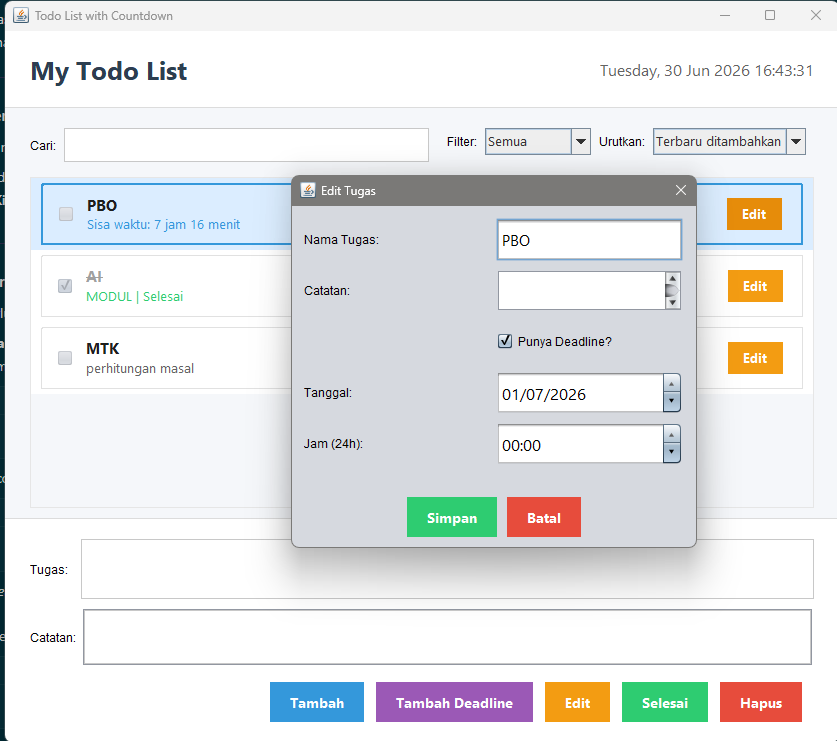 Todo List with Countdown
My Todo List
Tuesday, 30 Jun 2026 16:43:31
Cari:
Filter: Semua
Urutkan: Terbaru ditambahkan
PBO
Sisa waktu: 7 jam 16 menit
Edit
AI
MODUL | Selesai
Edit
MTK
perhitungan masal
Edit
Edit Tugas
Nama Tugas: PBO
Catatan:
Punya Deadline?
Tanggal: 01/07/2026
Jam (24h): 00:00
Simpan
Batal
Tugas:
Catatan:
Tambah
Tambah Deadline
Edit
Selesai
Hapus